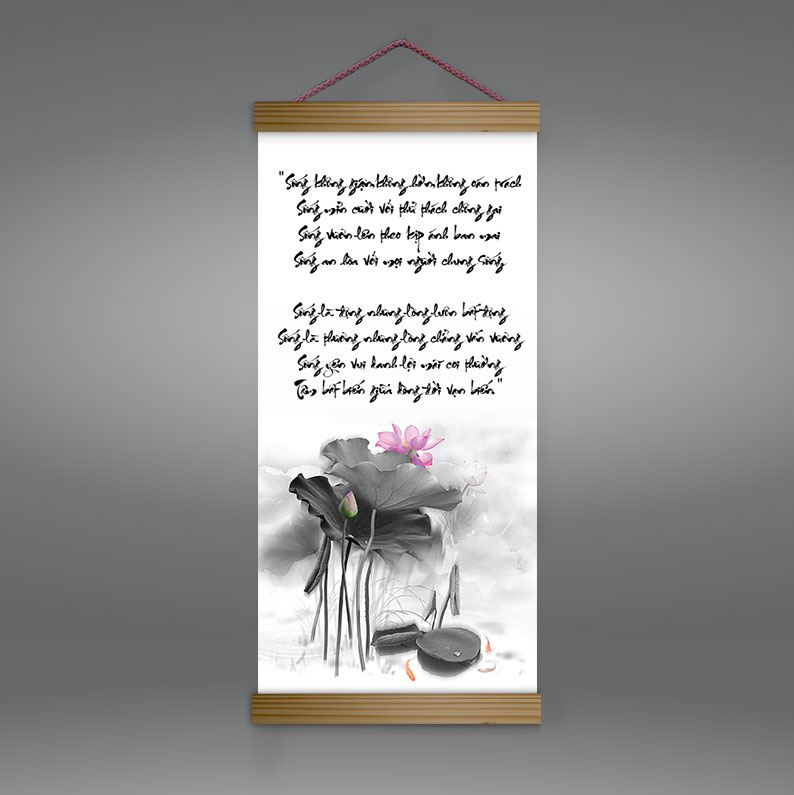 "Sống không giận, không hờn, không oán trách
Sống mỉn cười với thử thách chông gai
Sống vươn lên theo kịp ánh ban mai
Sống an hòa với mọi người chung sống
Sống là động nhưng lòng luôn bất động
Sống là thương nhưng lòng chẳng vấn vương
Sống yên vui danh lợi mãi coi thường
Tâm bất biến giữa dòng đời vạn biến"